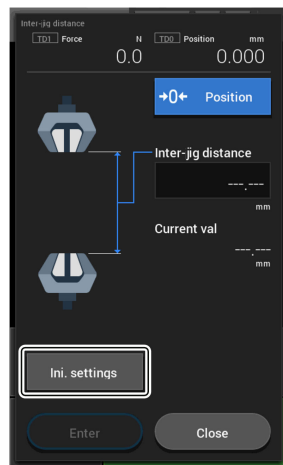 Inter-jig distance
TD1 Force N TD0 Position mm
0.0 0.000
→0← Position
Inter-jig distance
---.---
mm
Current val
---.---
mm
Ini. settings
Enter Close